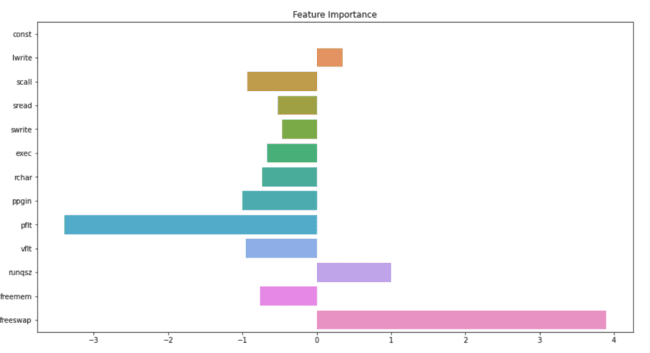 Feature Importance
const
lwrite
scall
sread
swrite
exec
rchar
ppgin
pflt
vflt
runqsz
freemem
freeswap
−3 −2 −1 0 1 2 3 4